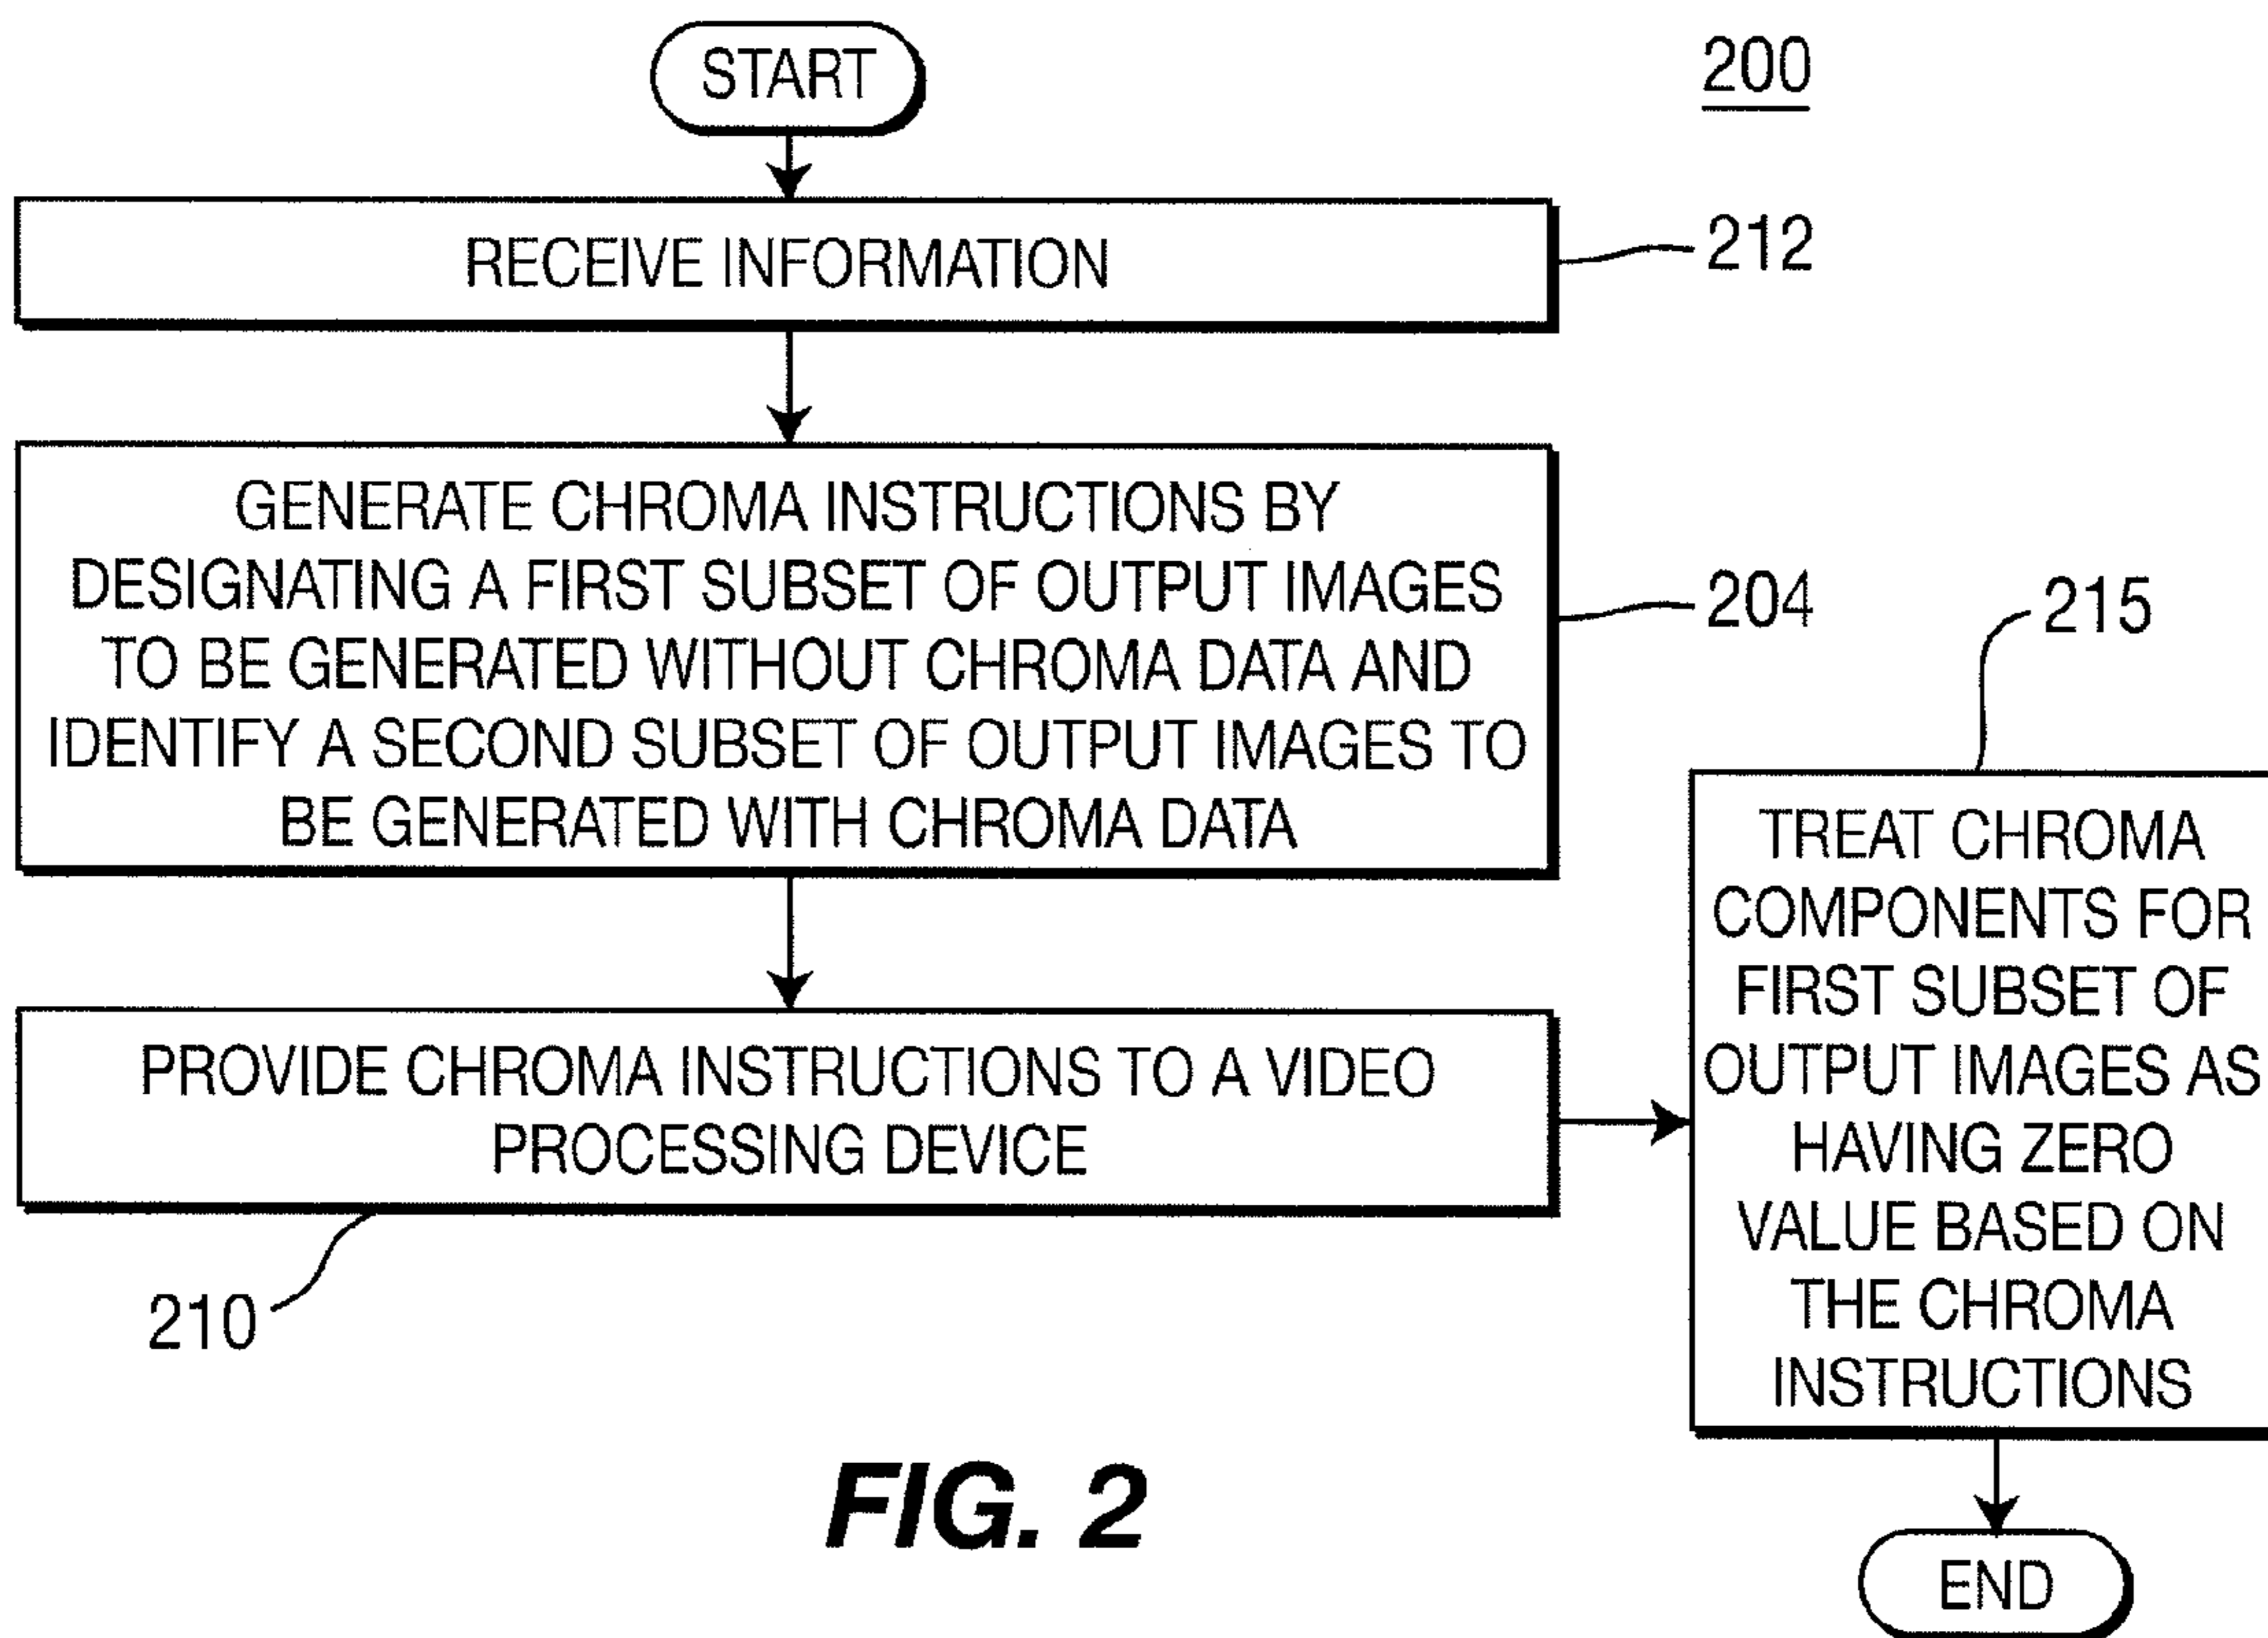 START
200
RECEIVE INFORMATION
212
GENERATE CHROMA INSTRUCTIONS BY
DESIGNATING A FIRST SUBSET OF OUTPUT IMAGES
TO BE GENERATED WITHOUT CHROMA DATA AND
IDENTIFY A SECOND SUBSET OF OUTPUT IMAGES TO
BE GENERATED WITH CHROMA DATA
204
PROVIDE CHROMA INSTRUCTIONS TO A VIDEO
PROCESSING DEVICE
210
215
TREAT CHROMA
COMPONENTS FOR
FIRST SUBSET OF
OUTPUT IMAGES AS
HAVING ZERO
VALUE BASED ON
THE CHROMA
INSTRUCTIONS
END
FIG. 2